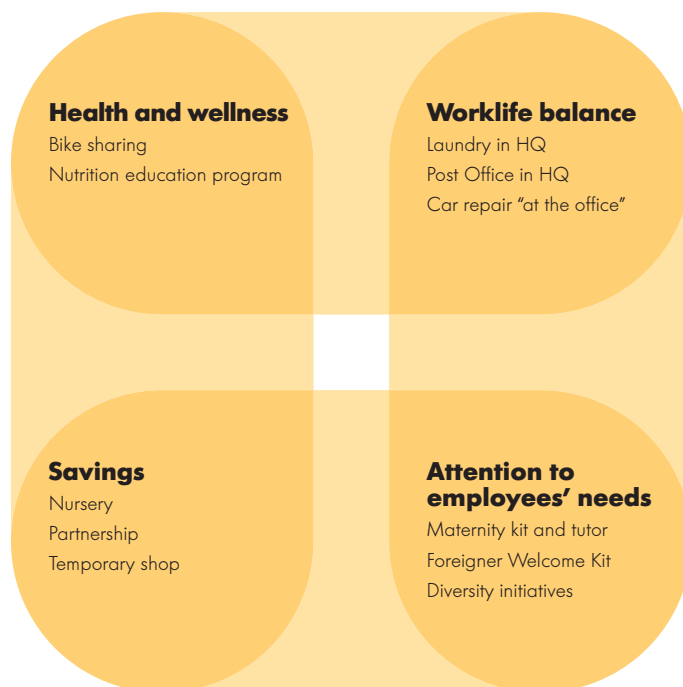 Health and wellness
Bike sharing
Nutrition education program
Worklife balance
Laundry in HQ
Post Office in HQ
Car repair “at the office”
Savings
Nursery
Partnership
Temporary shop
Attention to
employees’ needs
Maternity kit and tutor
Foreigner Welcome Kit
Diversity initiatives